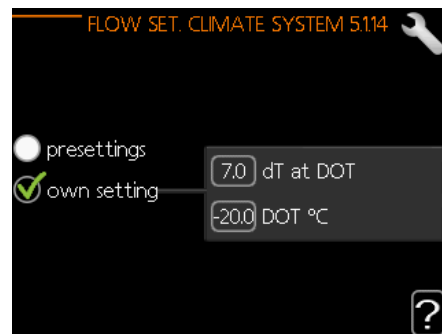 FLOW SET. CLIMATE SYSTEM 5.1.14
presettings
own setting
7.0 dT at DOT
-20.0 DOT °C
?